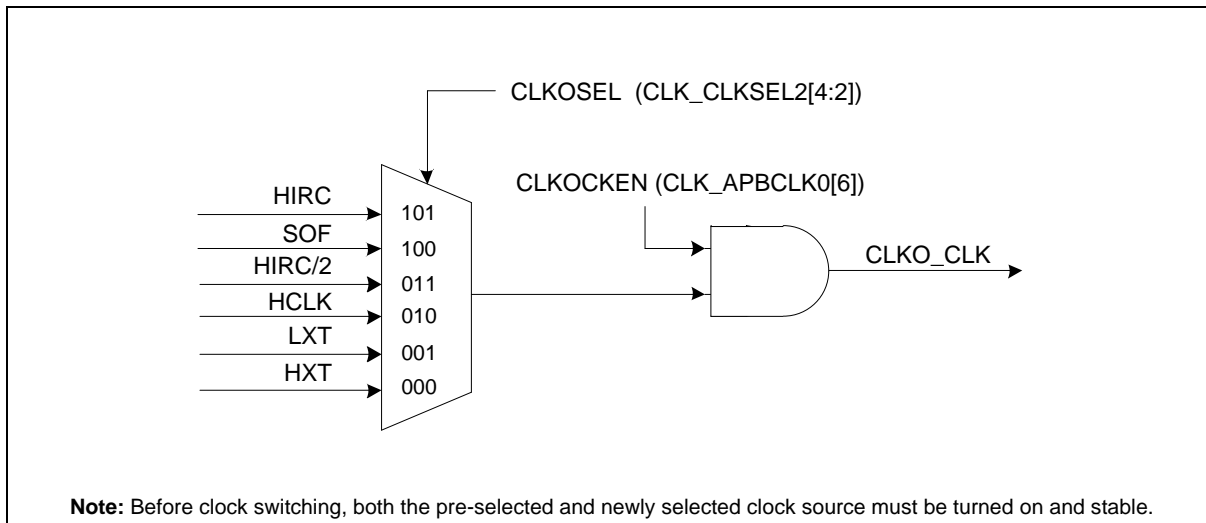 CLKOSEL (CLK_CLKSEL2[4:2])
CLKOCKEN (CLK_APBCLK0[6])
HIRC
101
SOF
100
HIRC/2
011
HCLK
010
LXT
001
HXT
000
CLKO_CLK
Note: Before clock switching, both the pre-selected and newly selected clock source must be turned on and stable.